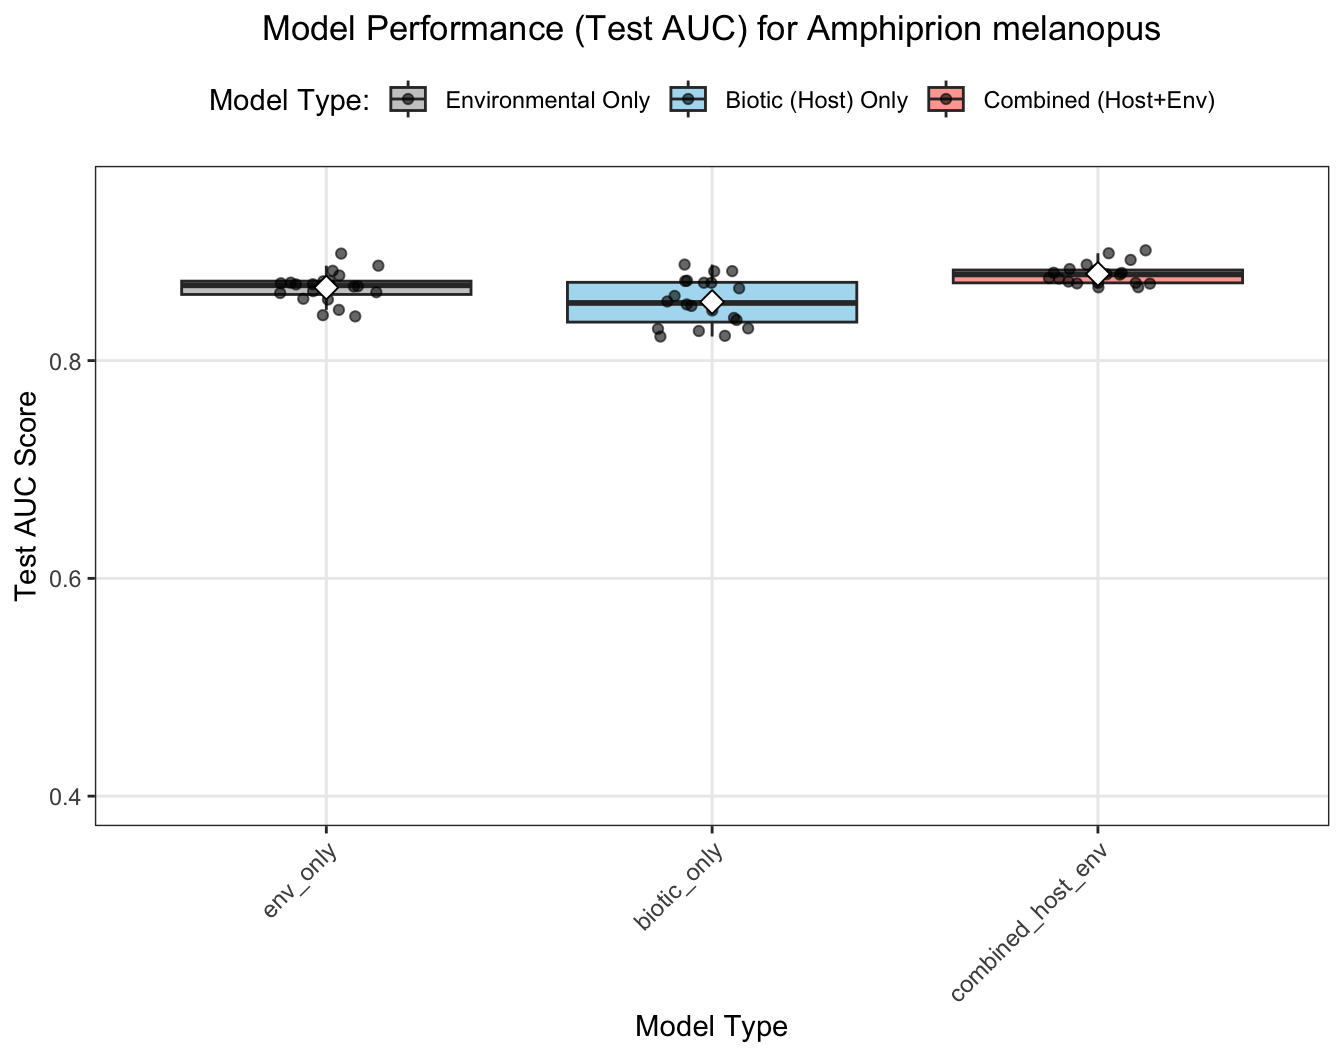 Model Performance (Test AUC) for Amphiprion melanopus
Model Type: Environmental Only Biotic (Host) Only Combined (Host+Env)
Test AUC Score
0.8
0.6
0.4
env_only
biotic_only
combined_host_env
Model Type